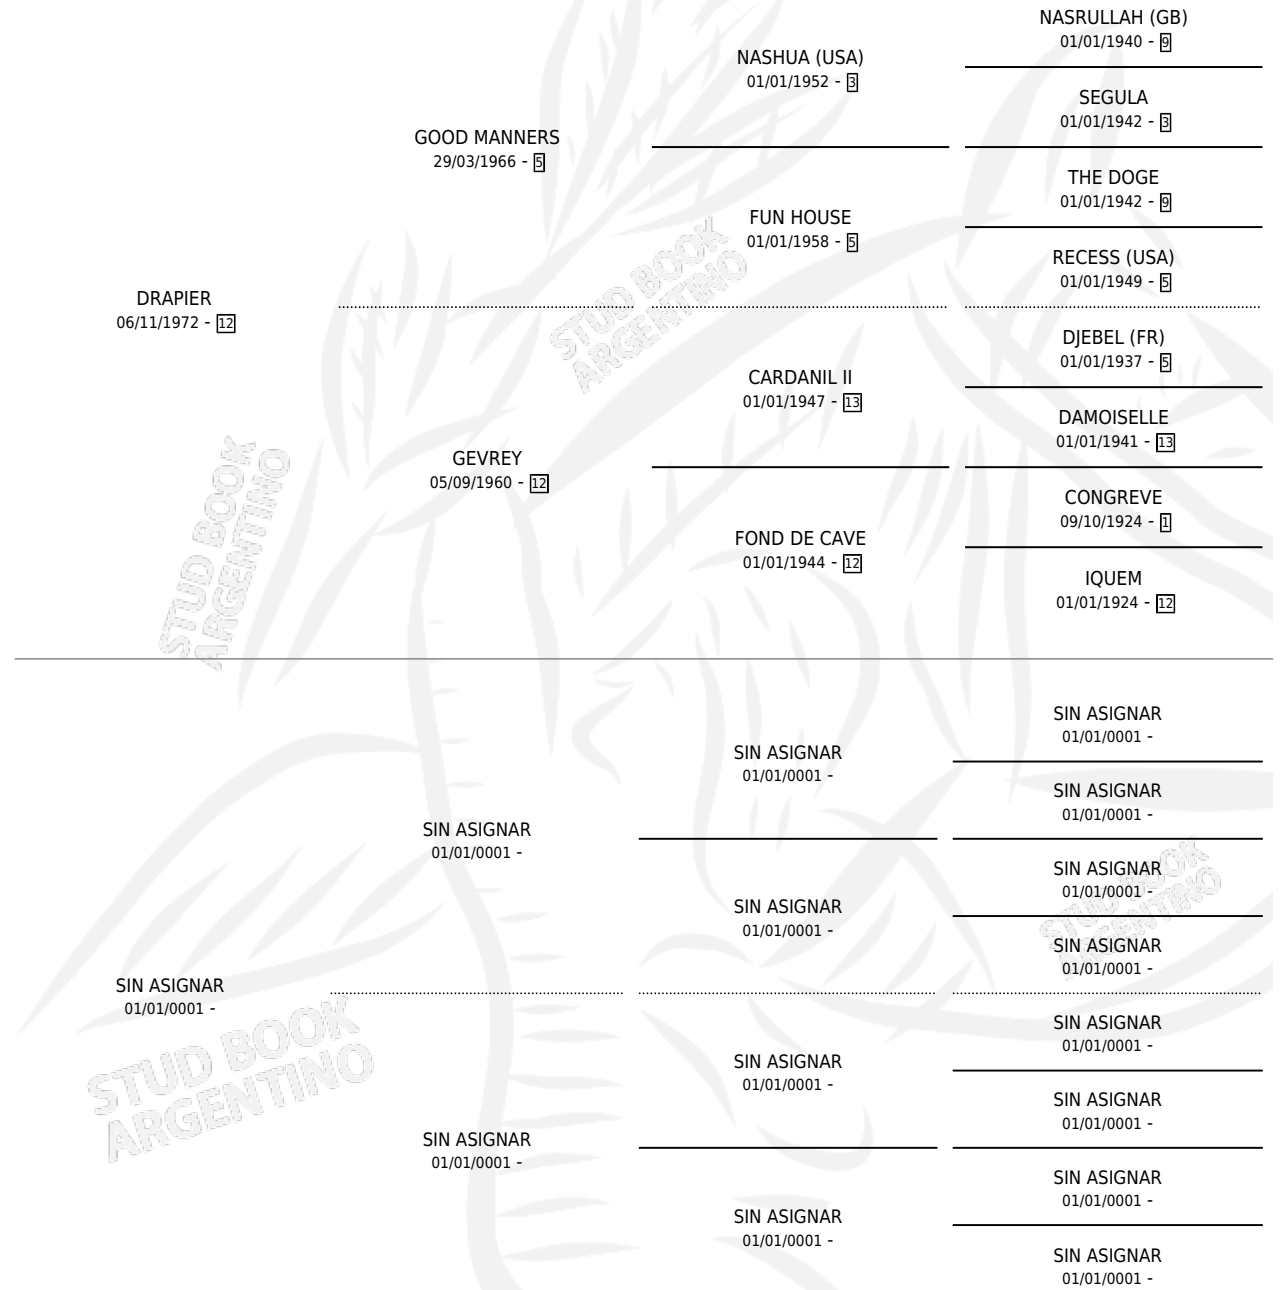 NASRULLAH (GB)
01/01/1940 - 9
NASHUA (USA)
01/01/1952 - 3
SEGULA
01/01/1942 - 3
GOOD MANNERS
29/03/1966 - 5
THE DOGE
01/01/1942 - 9
FUN HOUSE
01/01/1958 - 5
RECESS (USA)
01/01/1949 - 5
DRAPIER
06/11/1972 - 12
STUD BOOK
ARGENTINO
DJEBEL (FR)
01/01/1937 - 5
CARDANIL II
01/01/1947 - 13
DAMOISELLE
01/01/1941 - 13
GEVREY
05/09/1960 - 12
CONGREVE
09/10/1924 - 1
FOND DE CAVE
01/01/1944 - 12
IQUEM
01/01/1924 - 12
STUD BOOK
ARGENTINO
SIN ASIGNAR
01/01/0001 -
SIN ASIGNAR
01/01/0001 -
SIN ASIGNAR
01/01/0001 -
SIN ASIGNAR
01/01/0001 -
SIN ASIGNAR
01/01/0001 -
SIN ASIGNAR
01/01/0001 -
SIN ASIGNAR
01/01/0001 -
STUD BOOK
ARGENTINO
SIN ASIGNAR
01/01/0001 -
SIN ASIGNAR
01/01/0001 -
STUD BOOK
ARGENTINO
SIN ASIGNAR
01/01/0001 -
SIN ASIGNAR
01/01/0001 -
SIN ASIGNAR
01/01/0001 -
SIN ASIGNAR
01/01/0001 -
SIN ASIGNAR
01/01/0001 -
SIN ASIGNAR
01/01/0001 -